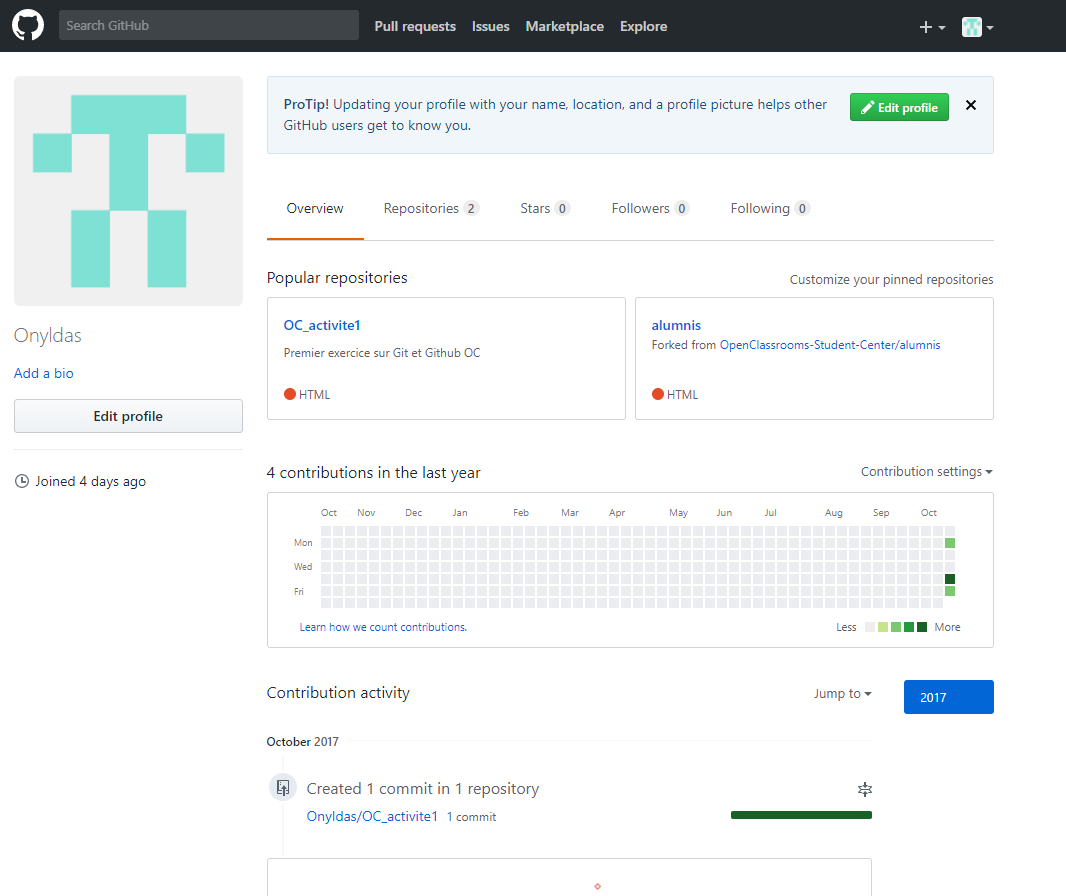 Search GitHub
Pull requests Issues Marketplace Explore
ProTip! Updating your profile with your name, location, and a profile picture helps other
GitHub users get to know you.
Edit profile
Overview Repositories 2 Stars 0 Followers 0 Following 0
Onyldas
Add a bio
Edit profile
Joined 4 days ago
Popular repositories
Customize your pinned repositories
OC_activite1
Premier exercice sur Git et Github OC
HTML
alumnis
Forked from OpenClassrooms-Student-Center/alumnis
HTML
4 contributions in the last year
Contribution settings
Oct Nov Dec Jan Feb Mar Apr May Jun Jul Aug Sep Oct
Mon
Wed
Fri
Learn how we count contributions.
Less More
Contribution activity
Jump to
2017
October 2017
Created 1 commit in 1 repository
Onyldas/OC_activite1 1 commit